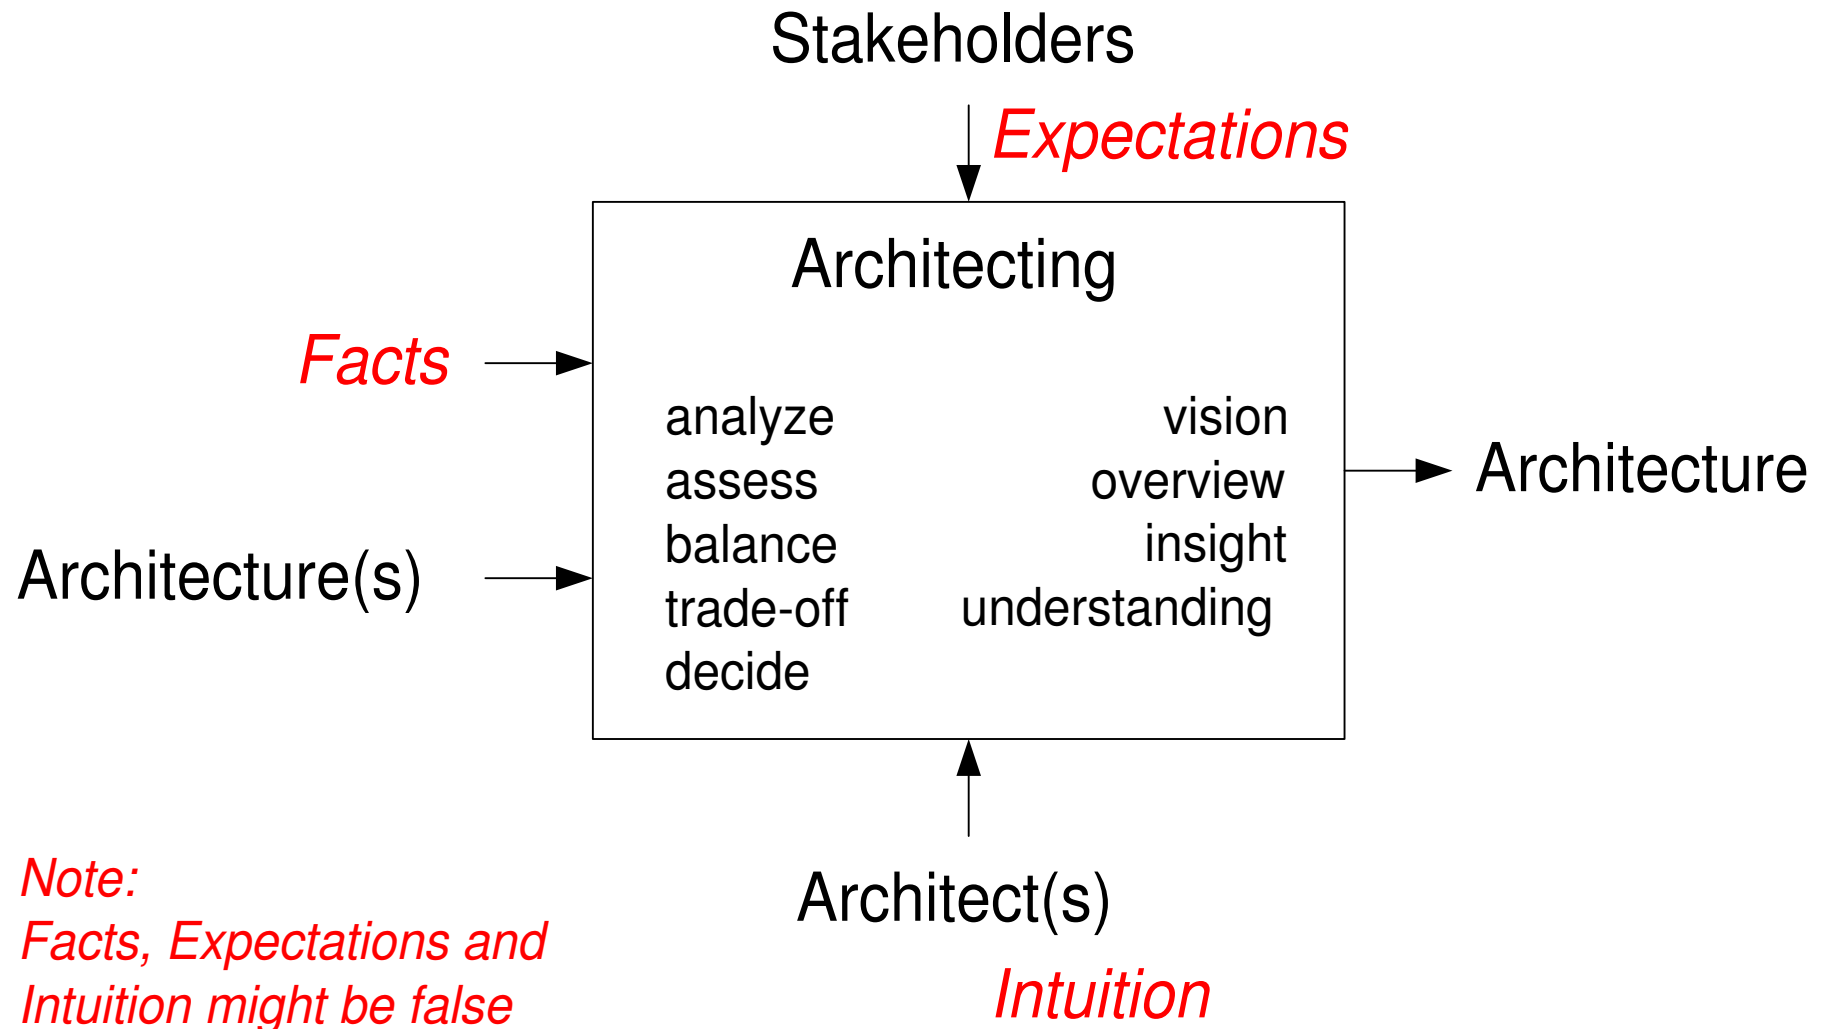 Stakeholders
Expectations
Architecting
Facts
analyze
assess
balance
trade-off
decide
vision
overview
insight
understanding
Architecture(s)
Architecture
Architect(s)
Intuition
Note:
Facts, Expectations and
Intuition might be false